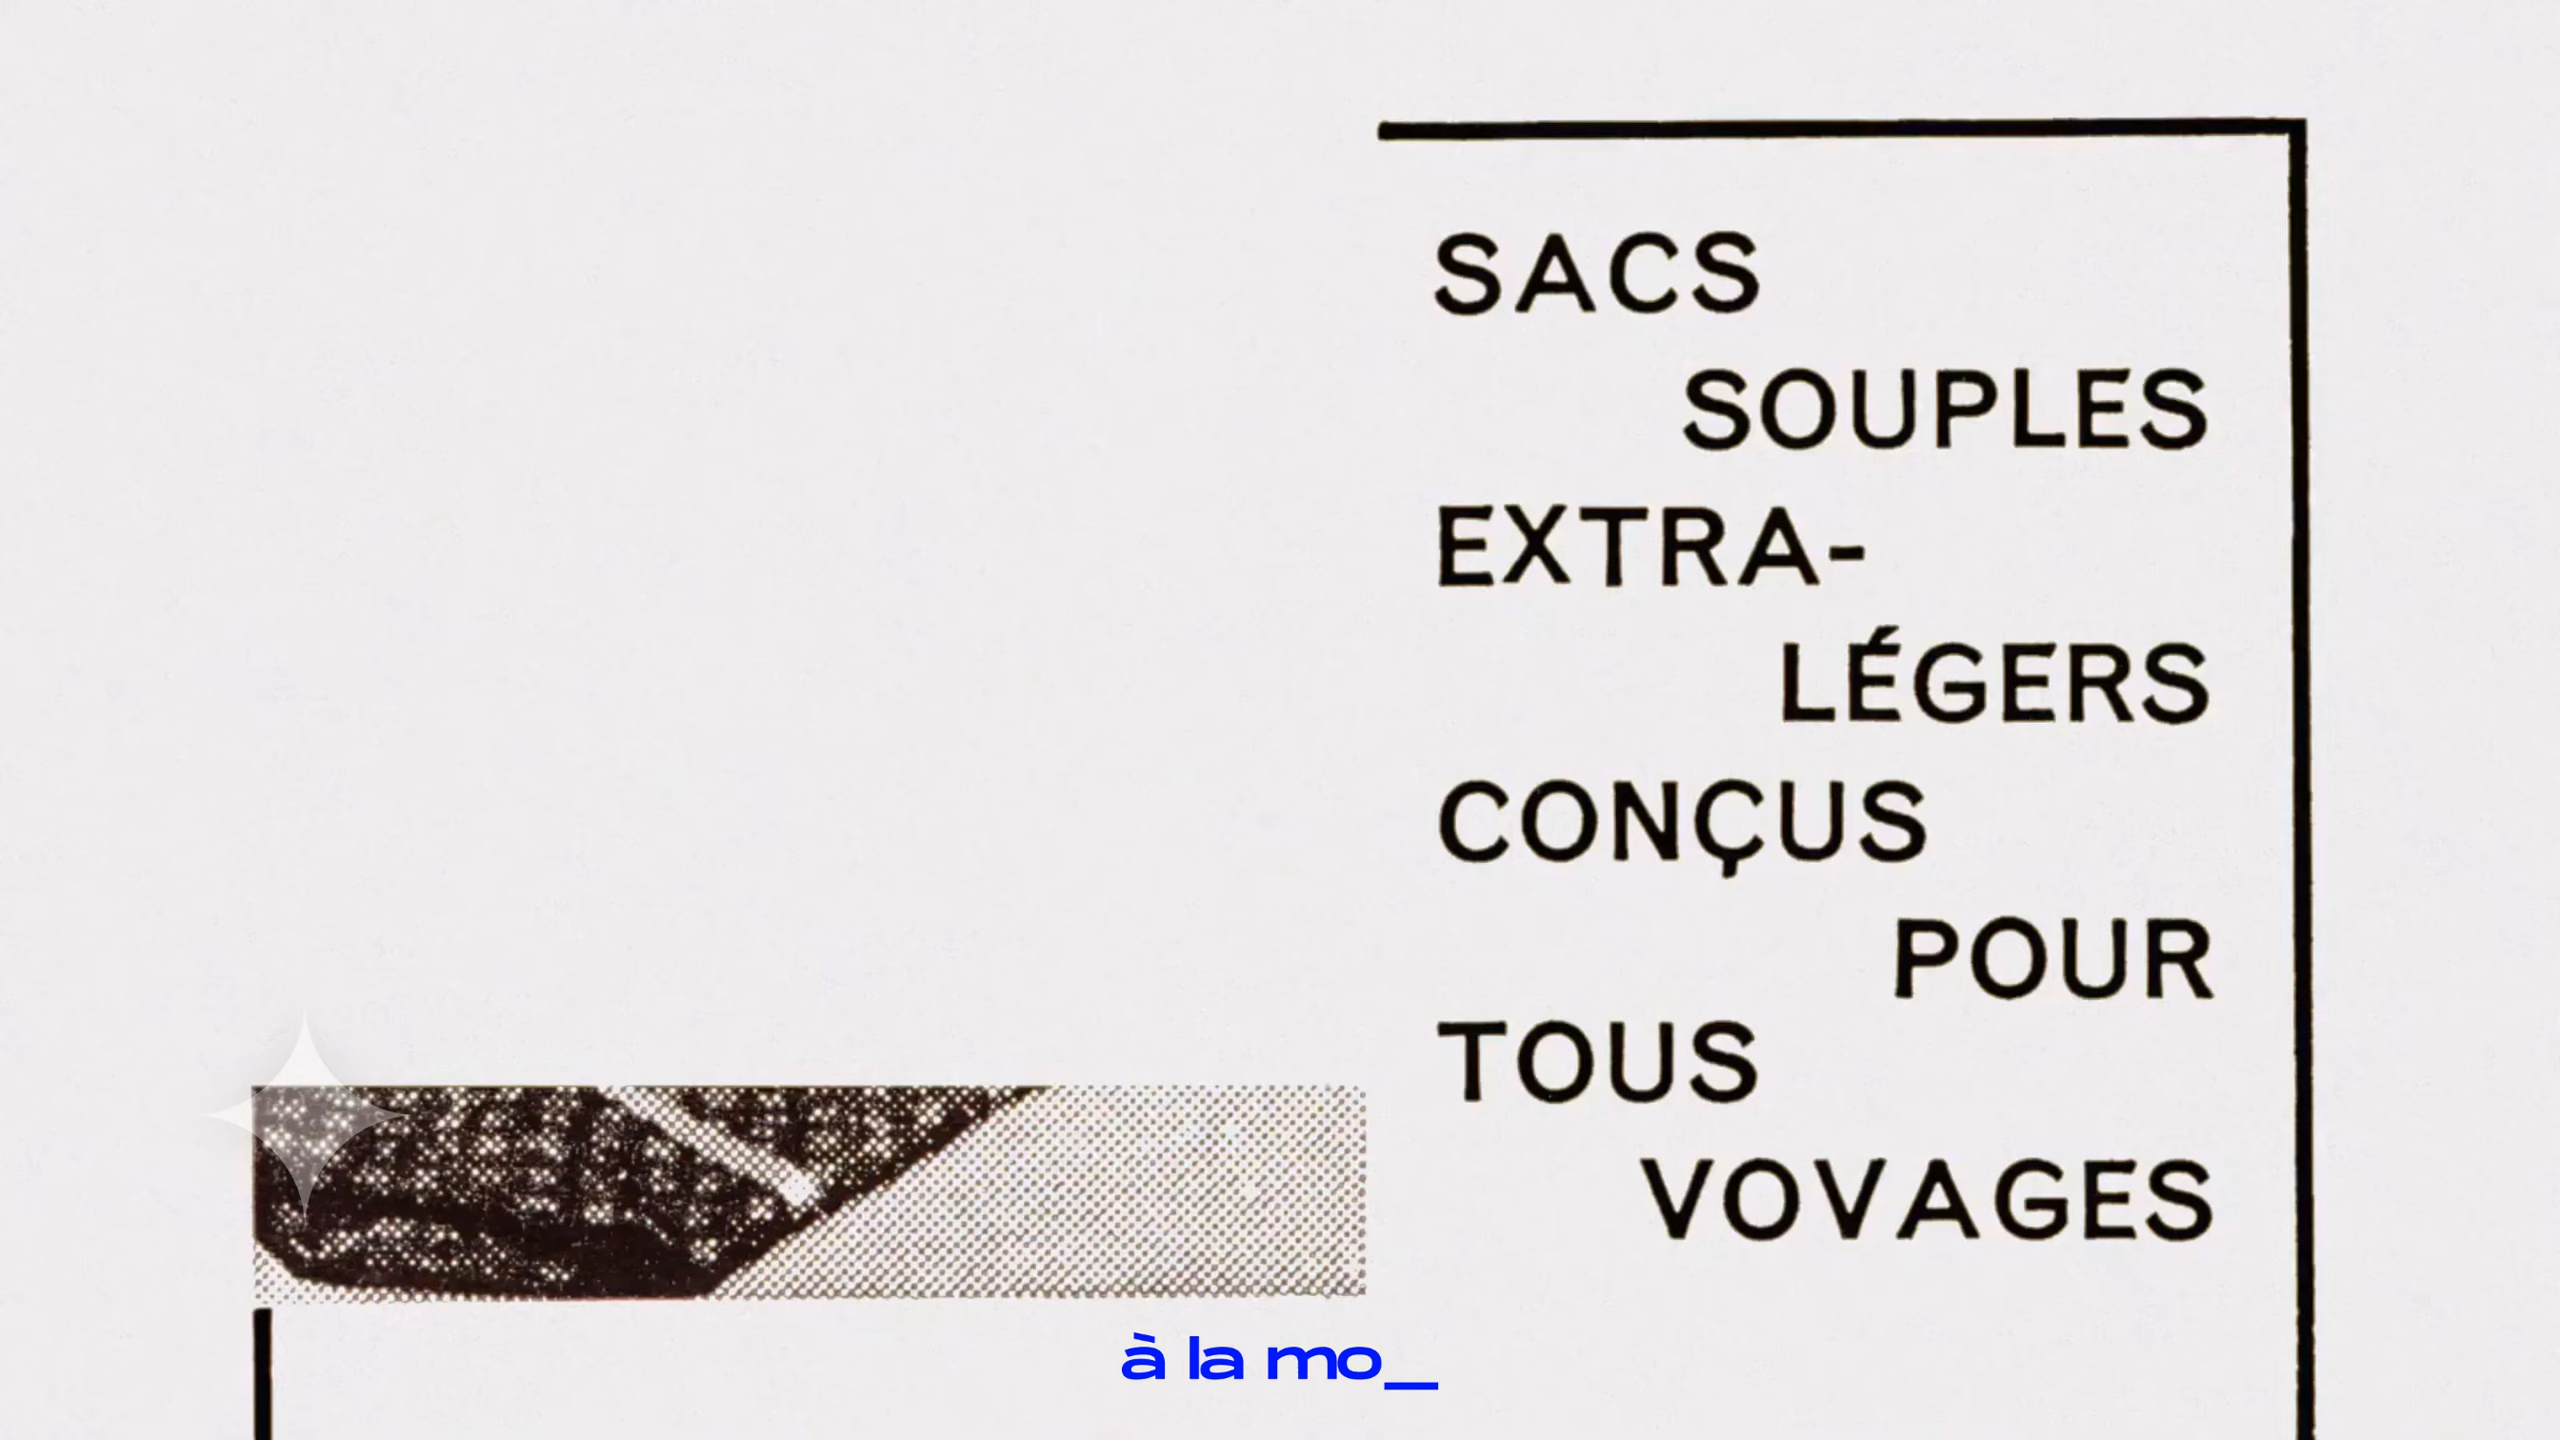 SACS
SOUPLES
EXTRA-
LÉGERS
CONÇUS
POUR
TOUS
VOVAGES
à la mo_